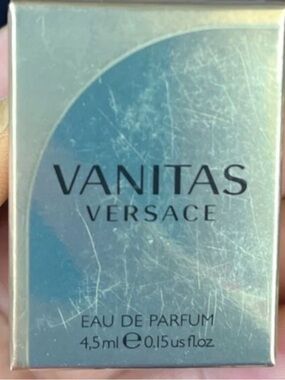 VANITAS
VERSACE
EAU DE PARFUM
4,5 ml ℮ 0.15 us fl.oz.